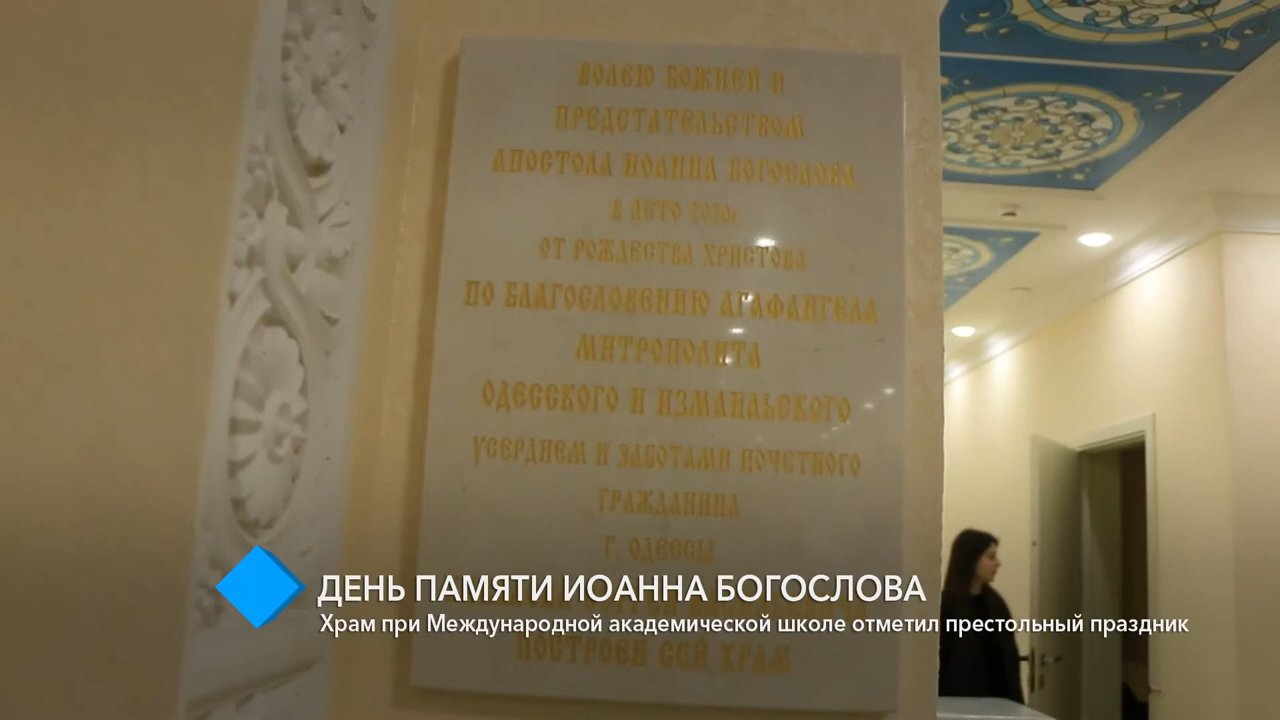 ВОЛЕЮ БОЖИЕЙ И
ПРЕДСТАТЕЛЬСТВОМ
АПОСТОЛА ИОАННА БОГОСЛОВА,
В ЛЕТО
ОТ РОЖДЕСТВА ХРИСТОВА
ПО БЛАГОСЛОВЕНИЮ АГАФАНГЕЛА
МИТРОПОЛИТА
ОДЕССКОГО И ИЗМАИЛЬСКОГО
УСЕРДИЕМ И ЗАБОТАМИ ПОЧЕТНОГО
ГРАЖДАНИНА
Г. ОДЕССЫ
ДЕНЬ ПАМЯТИ ИОАННА БОГОСЛОВА
Храм при Международной академической школе отметил престольный праздник
ПОСТРОЕН СЕЙ ХРАМ